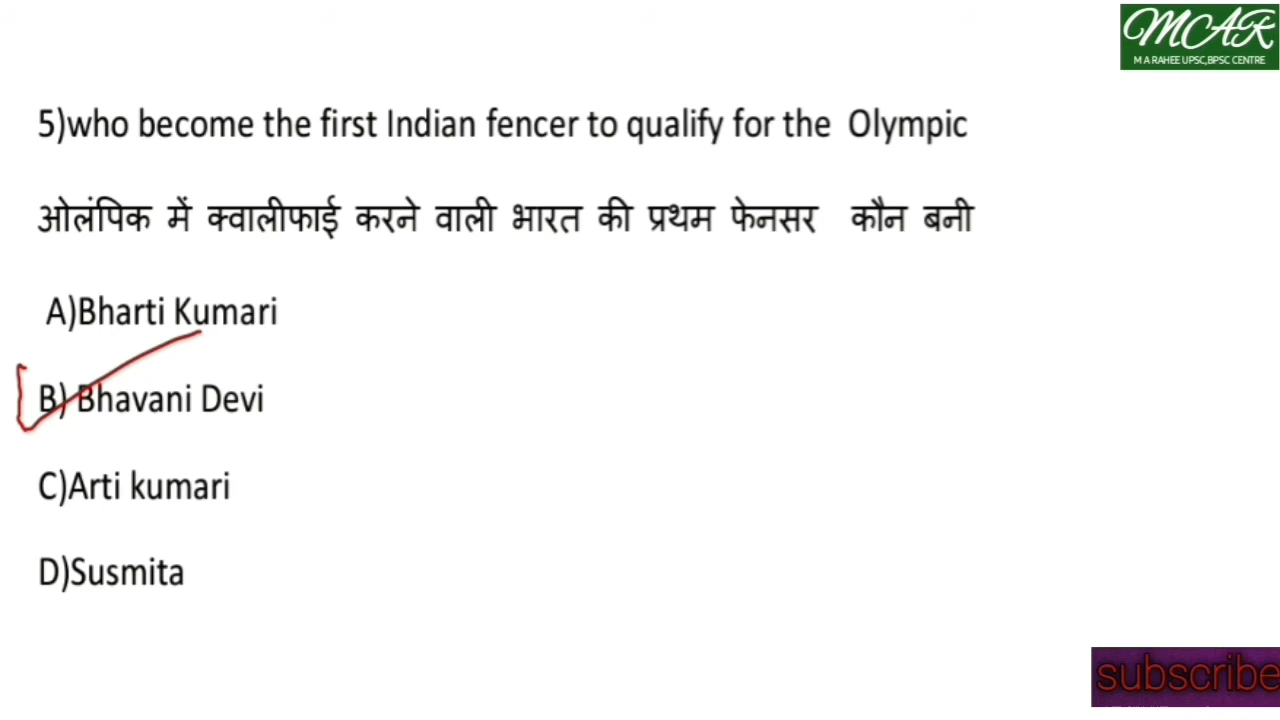 MCAR
M A RAHEE UPSC,BPSC CENTRE
5)who become the first Indian fencer to qualify for the Olympic
ओलंपिक में क्वालीफाई करने वाली भारत की प्रथम फेनसर कौन बनी
A)Bharti Kumari
B) Bhavani Devi
C)Arti kumari
D)Susmita
subscribe